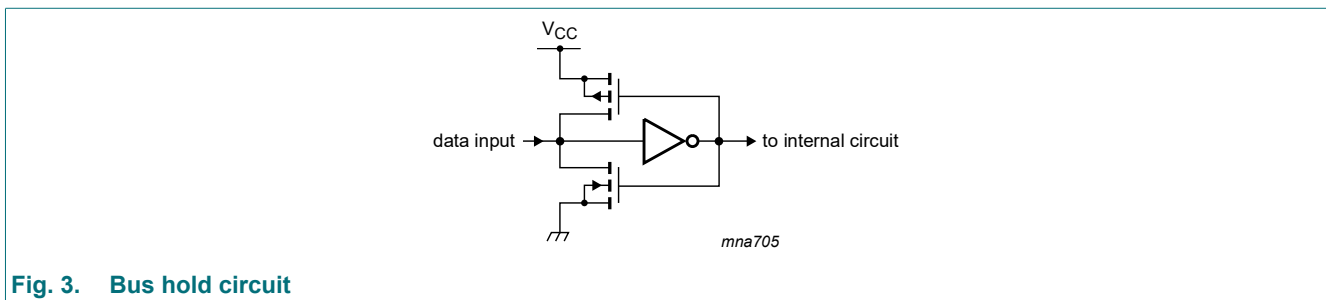 VCC
data input
to internal circuit
mna705
Fig. 3. Bus hold circuit